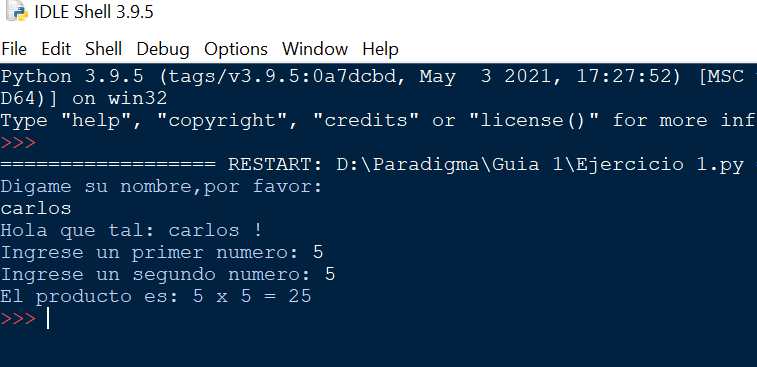 IDLE Shell 3.9.5
File Edit Shell Debug Options Window Help
Python 3.9.5 (tags/v3.9.5:0a7dcbd, May  3 2021, 17:27:52) [MSC
D64)] on win32
Type "help", "copyright", "credits" or "license()" for more inf
>>>
================== RESTART: D:\Paradigma\Guia 1\Ejercicio 1.py
Digame su nombre,por favor:
carlos
Hola que tal: carlos !
Ingrese un primer numero: 5
Ingrese un segundo numero: 5
El producto es: 5 x 5 = 25
>>>